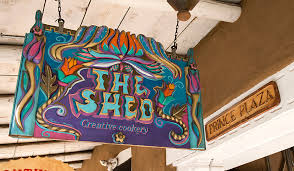 THE
SHED
Creative cookery
PRINCE PLAZA